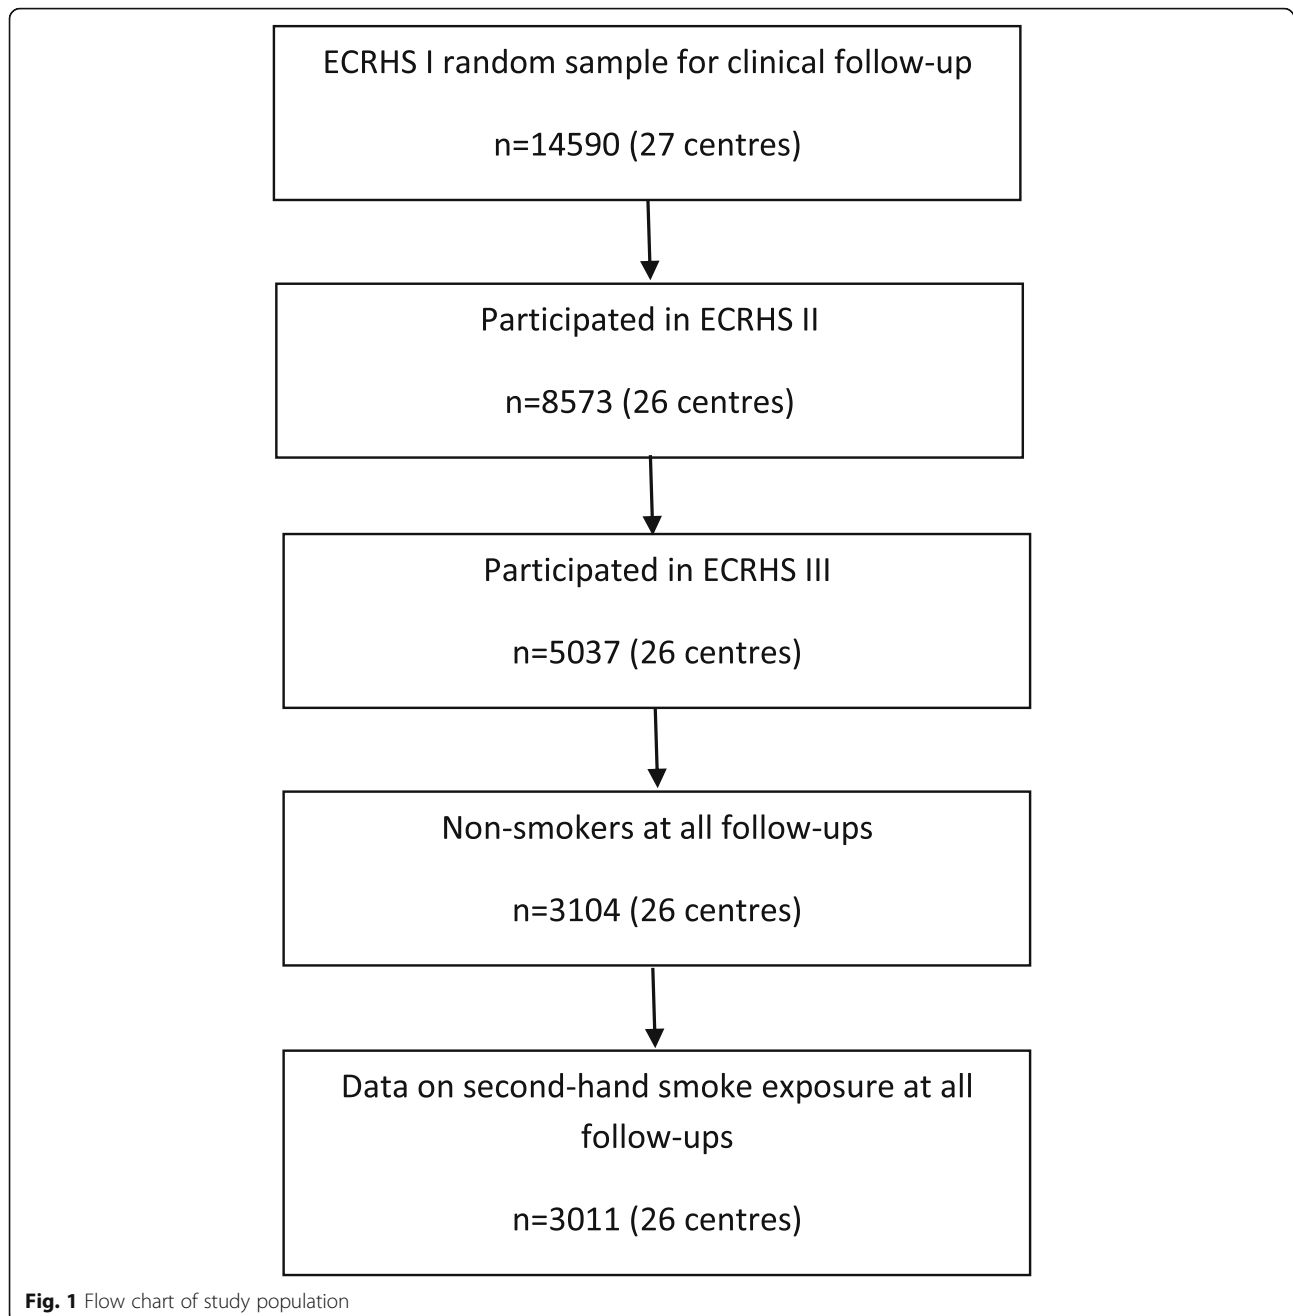 ECRHS I random sample for clinical follow-up
n=14590 (27 centres)
Participated in ECRHS II
n=8573 (26 centres)
Participated in ECRHS III
n=5037 (26 centres)
Non-smokers at all follow-ups
n=3104 (26 centres)
Data on second-hand smoke exposure at all
follow-ups
n=3011 (26 centres)
Fig. 1 Flow chart of study population